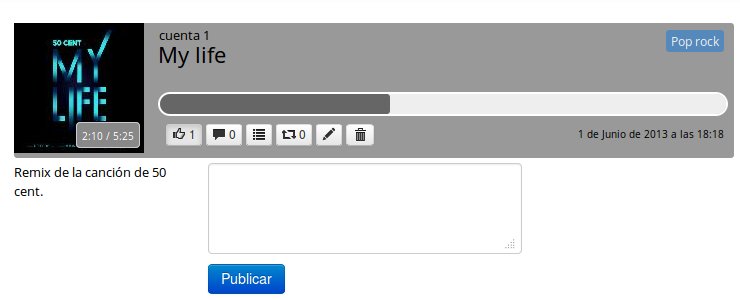 cuenta 1
My life
Pop rock
50 CENT
MY
LIFE
2:10 / 5:25
1
0
0
1 de Junio de 2013 a las 18:18
Remix de la canción de 50
cent.
Publicar